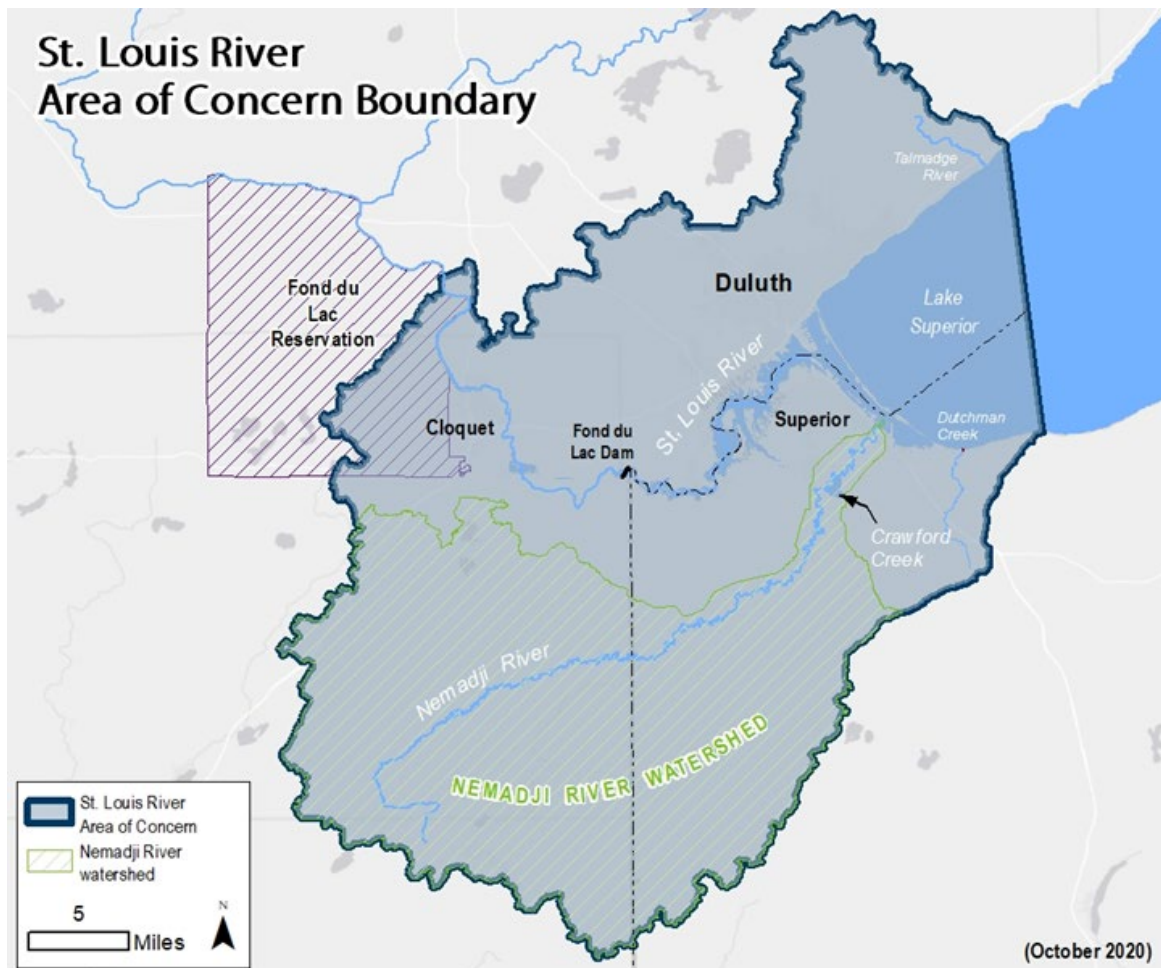 St. Louis River
Area of Concern Boundary
Talmadge
River
Fond du
Lac
Reservation
Duluth
Lake
Superior
St. Louis River
Cloquet
Fond du
Lac Dam
Superior
Dutchman
Creek
Crawford
Creek
Nemadji River
NEMADJI RIVER WATERSHED
St. Louis River
Area of Concern
Nemadji River
watershed
5
Miles
N
(October 2020)